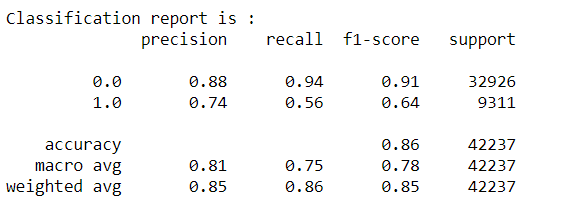 Classification report is :
precision recall f1-score support
0.0 0.88 0.94 0.91 32926
1.0 0.74 0.56 0.64 9311
accuracy 0.86 42237
macro avg 0.81 0.75 0.78 42237
weighted avg 0.85 0.86 0.85 42237